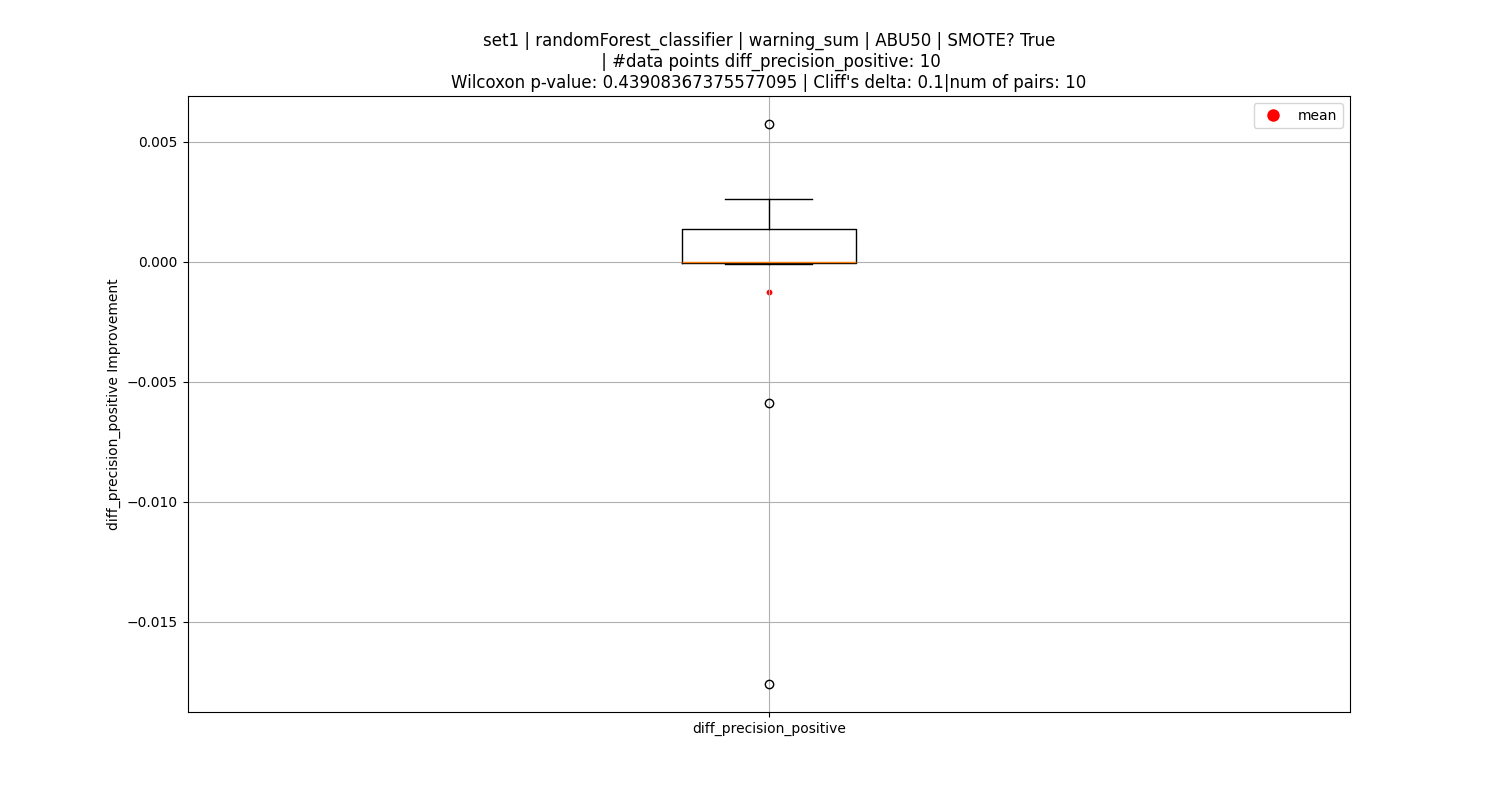 set1 | randomForest_classifier | warning_sum | ABU50 | SMOTE? True
| #data points diff_precision_positive: 10
Wilcoxon p-value: 0.43908367375577095 | Cliff's delta: 0.1|num of pairs: 10
mean
0.005
0.000
−0.005
−0.010
−0.015
diff_precision_positive Improvement
diff_precision_positive